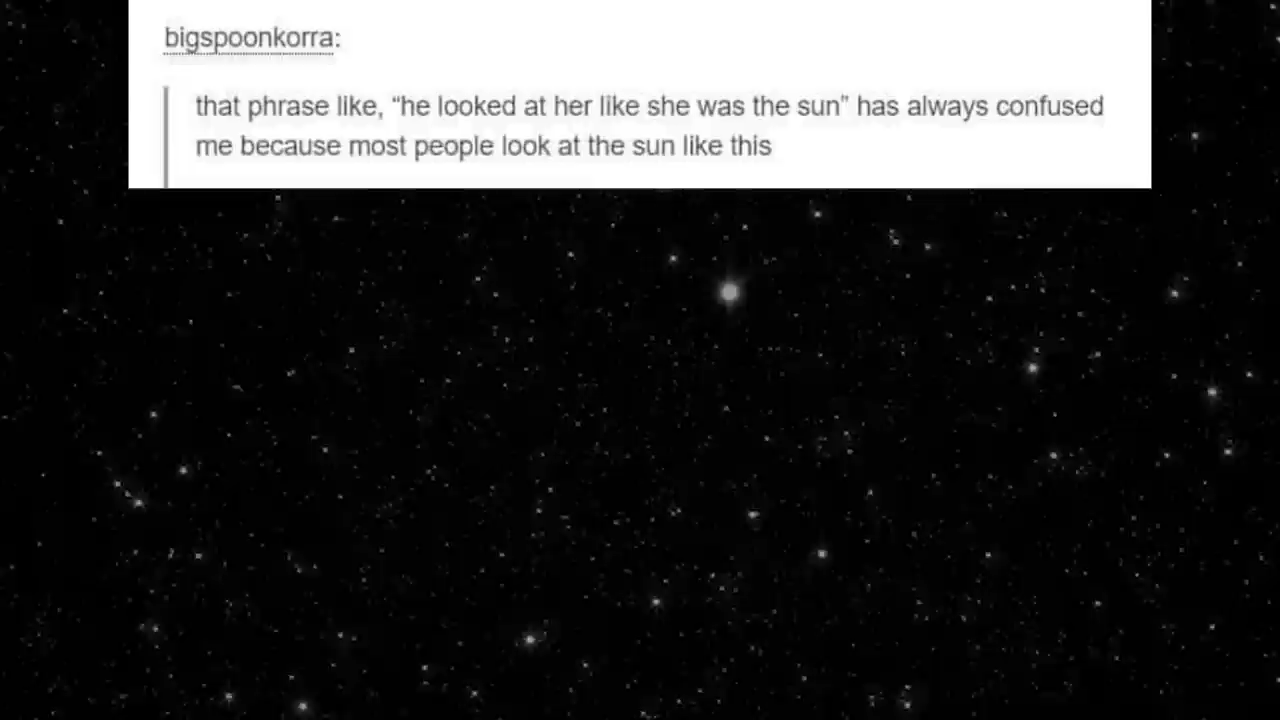 bigspoonkorra:
that phrase like, “he looked at her like she was the sun” has always confused
me because most people look at the sun like this